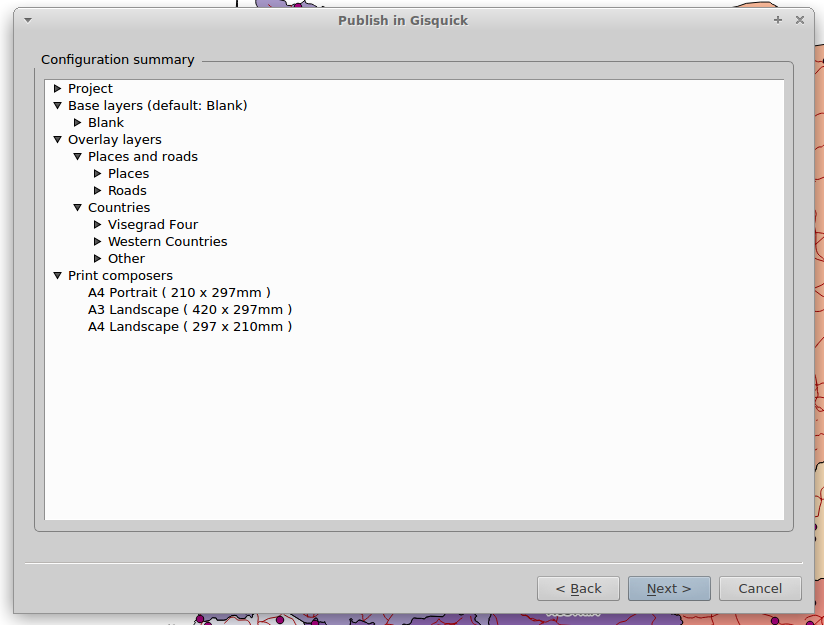 Publish in Gisquick
Configuration summary
Project
Base layers (default: Blank)
Blank
Overlay layers
Places and roads
Places
Roads
Countries
Visegrad Four
Western Countries
Other
Print composers
A4 Portrait ( 210 x 297mm )
A3 Landscape ( 420 x 297mm )
A4 Landscape ( 297 x 210mm )
< Back
Next >
Cancel